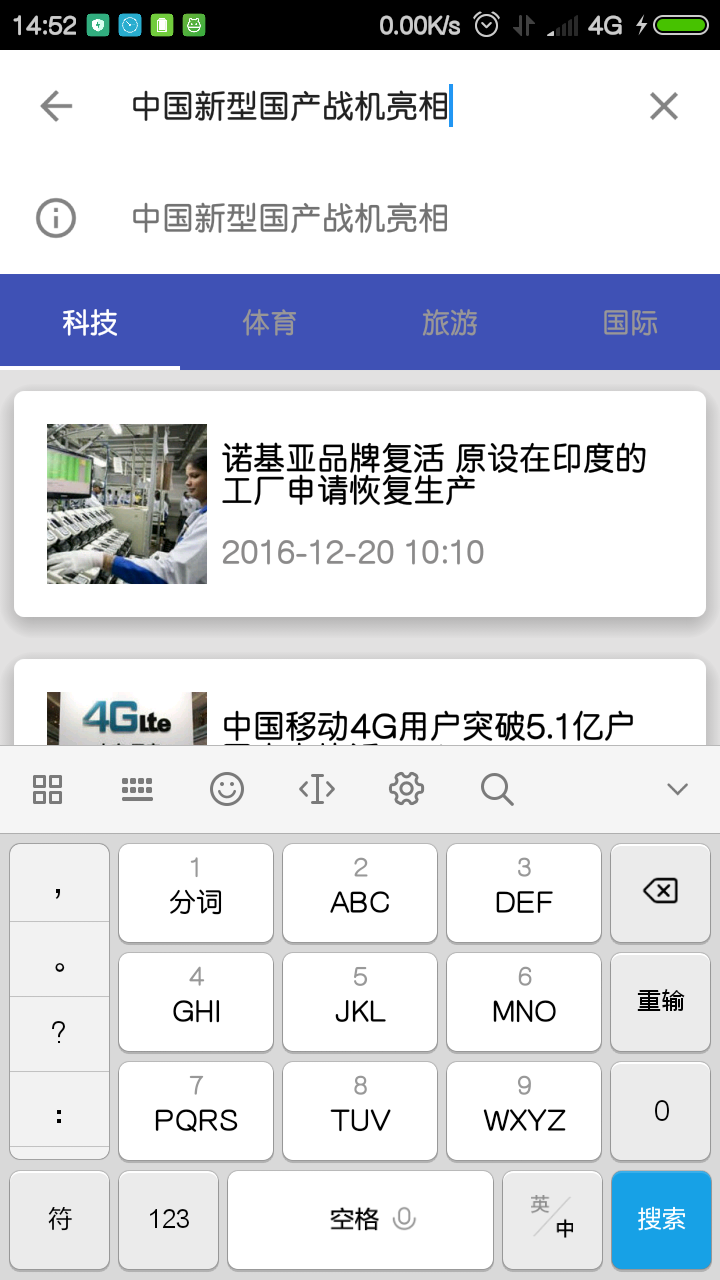 14:52 0.00K/s 4G
中国新型国产战机亮相
中国新型国产战机亮相
科技 体育 旅游 国际
诺基亚品牌复活 原设在印度的
工厂申请恢复生产
2016-12-20 10:10
4GLte
中国移动4G用户突破5.1亿户
， 1 2 3
分词 ABC DEF
。 4 5 6
GHI JKL MNO 重输
?
7 8 9
: PQRS TUV WXYZ 0
符 123 空格 英/中 搜索